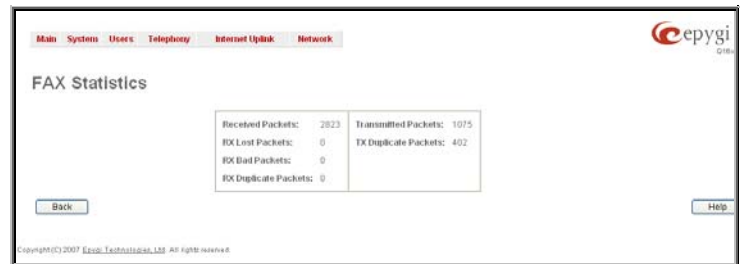 Main System Users Telephony Internet Uplink Network
epygi
FAX Statistics
Received Packets: 2823 Transmitted Packets: 1075
RX Lost Packets: 0 TX Duplicate Packets: 402
RX Bad Packets: 0
RX Duplicate Packets: 0
Back Help
Copyright (C) 2007 Epygi Technologies, Ltd. All rights reserved.